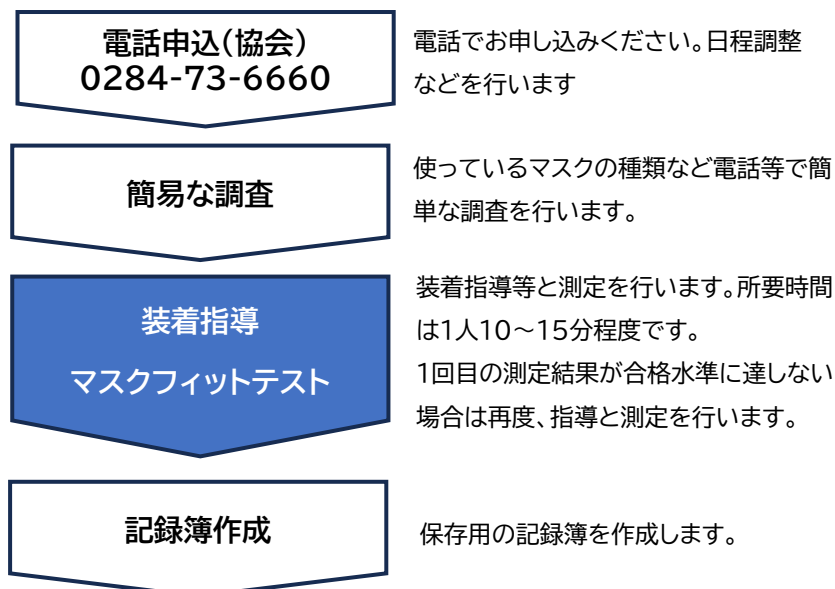 電話申込(協会)
0284-73-6660
電話でお申し込みください。日程調整
などを行います
簡易な調査
使っているマスクの種類など電話等で簡
単な調査を行います。
装着指導
マスクフィットテスト
装着指導等と測定を行います。所要時間
は1人10～15分程度です。
1回目の測定結果が合格水準に達しない
場合は再度、指導と測定を行います。
記録簿作成
保存用の記録簿を作成します。